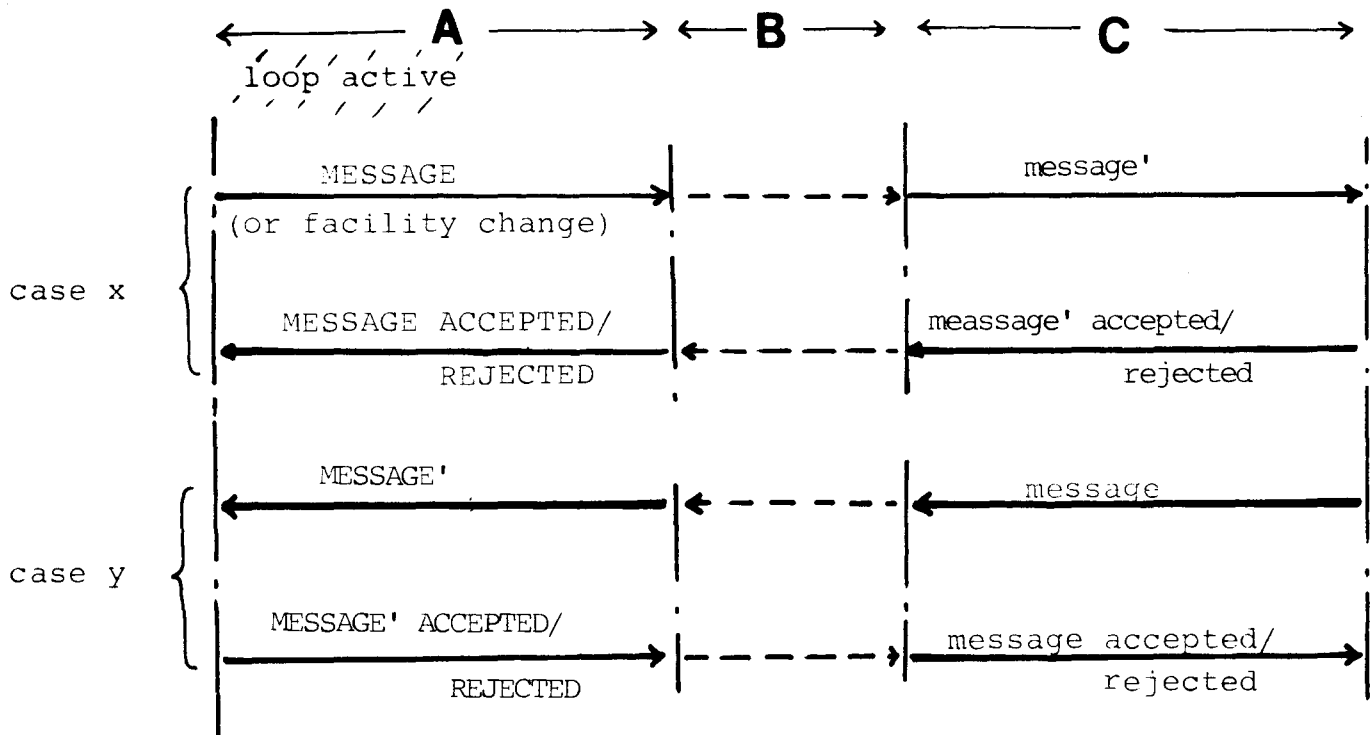 A B C
loop active
MESSAGE
message'
(or facility change)
case x
MESSAGE ACCEPTED/
meassage' accepted/
REJECTED
rejected
MESSAGE'
message
case y
MESSAGE' ACCEPTED/
message accepted/
REJECTED
rejected